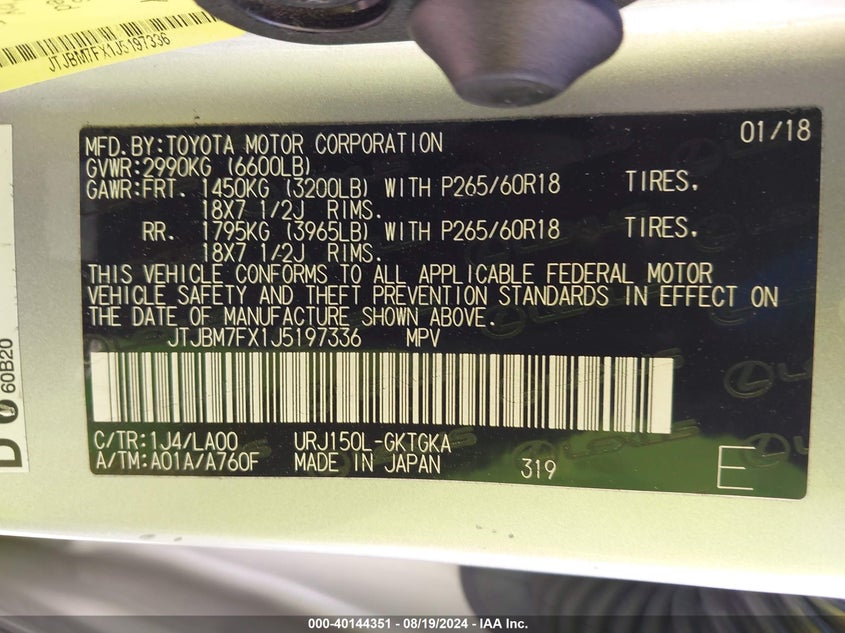 JTJBM7FX1J5197336
MFD.BY:TOYOTA MOTOR CORPORATION 01/18
GVWR:2990KG (6600LB)
GAWR:FRT. 1450KG (3200LB) WITH P265/60R18 TIRES.
18X7 1/2J RIMS.
RR. 1795KG (3965LB) WITH P265/60R18 TIRES.
18X7 1/2J RIMS.
THIS VEHICLE CONFORMS TO ALL APPLICABLE FEDERAL MOTOR
VEHICLE SAFETY AND THEFT PREVENTION STANDARDS IN EFFECT ON
THE DATE OF MANUFACTURE SHOWN ABOVE.
JTJBM7FX1J5197336 MPV
C/TR:1J4/LA00 URJ150L-GKTGKA
A/TM:A01A/A760F MADE IN JAPAN 319 E
60B20
LEXUS
000-40144351 - 08/19/2024 - IAA Inc.